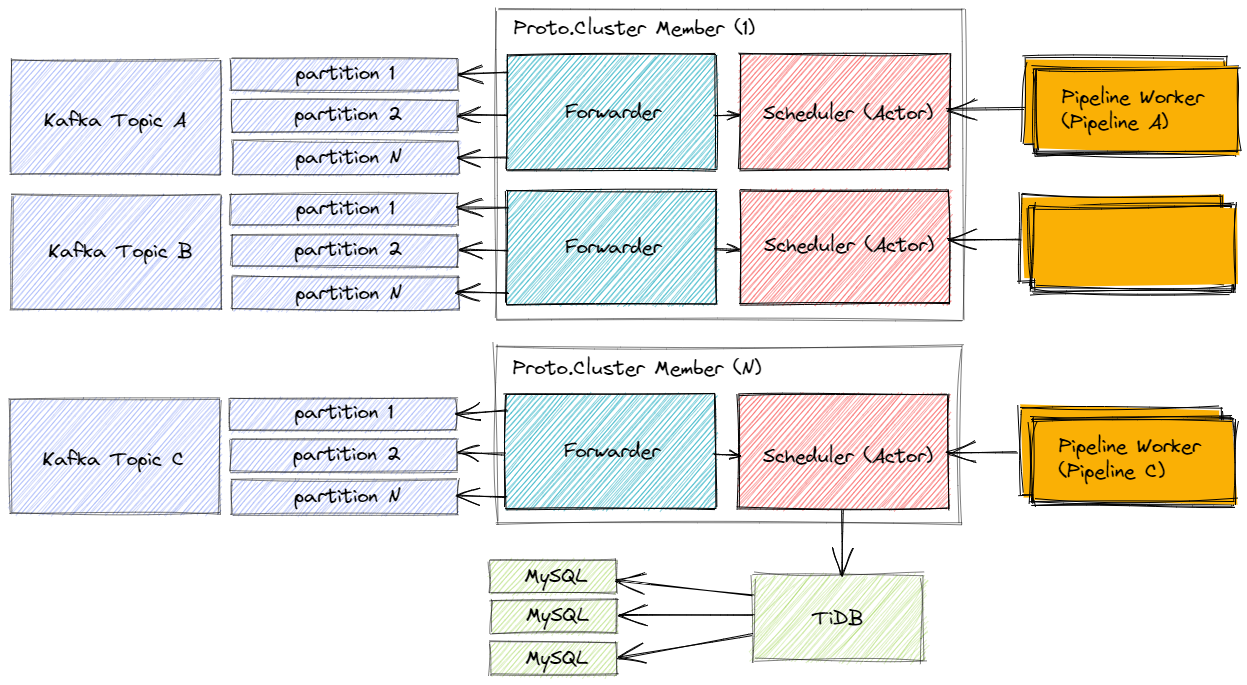 Proto.Cluster Member (1)
Kafka Topic A
partition 1
partition 2
partition N
Forwarder
Scheduler (Actor)
Pipeline Worker
(Pipeline A)
Kafka Topic B
partition 1
partition 2
partition N
Forwarder
Scheduler (Actor)
Proto.Cluster Member (N)
Kafka Topic C
partition 1
partition 2
partition N
Forwarder
Scheduler (Actor)
Pipeline Worker
(Pipeline C)
MySQL
MySQL
MySQL
TiDB